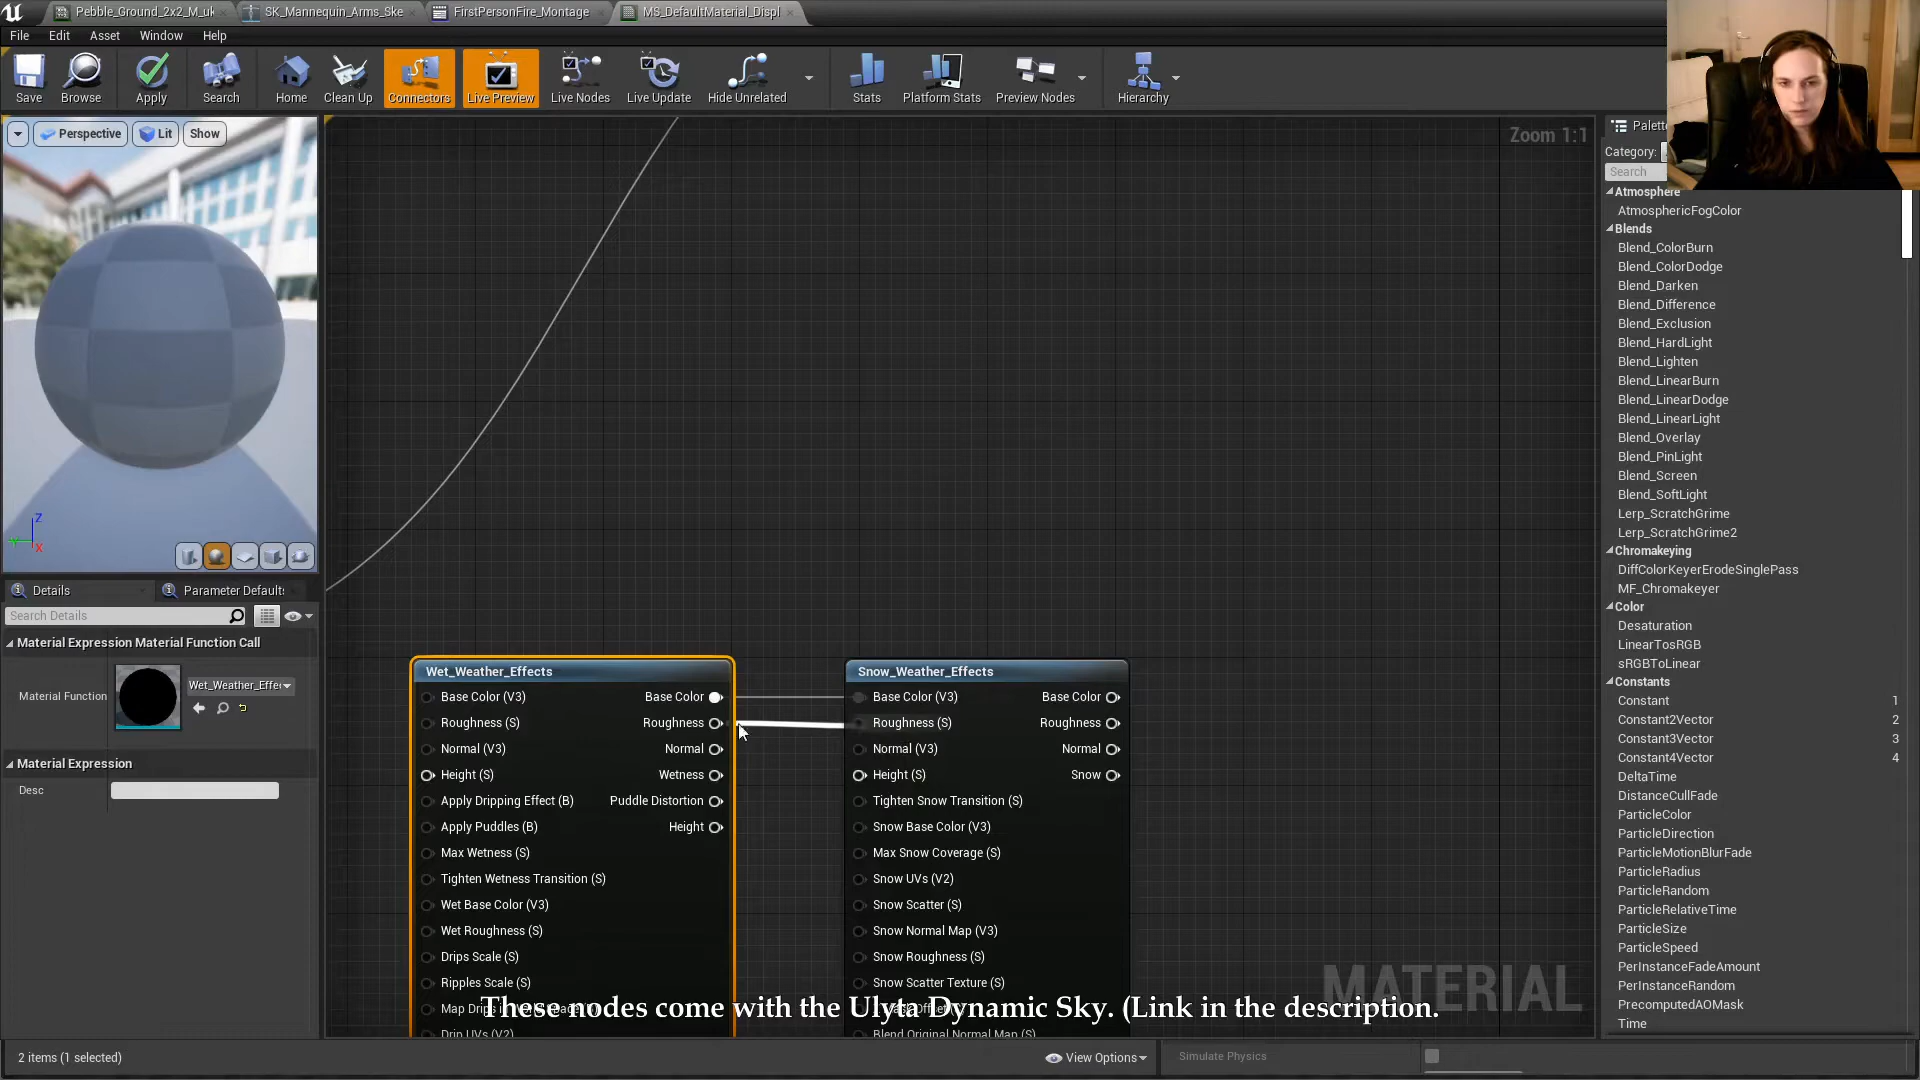 Pebble_Ground_2x2_M_uk
SK_Mannequin_Arms_Ske
FirstPersonFire_Montage
MS_DefaultMaterial_Displ
File Edit Asset Window Help
Save
Browse
Apply
Search
Home
Clean Up
Connectors
Live Preview
Live Nodes
Live Update
Hide Unrelated
Stats
Platform Stats
Preview Nodes
Hierarchy
Perspective
Lit
Show
Zoom 1:1
Z
X
Details
Parameter Defaults
Search Details
Material Expression Material Function Call
Material Function
Wet_Weather_Effe
Material Expression
Desc
Wet_Weather_Effects
Base Color (V3) Base Color
Roughness (S) Roughness
Normal (V3) Normal
Height (S) Wetness
Apply Dripping Effect (B) Puddle Distortion
Apply Puddles (B) Height
Max Wetness (S)
Tighten Wetness Transition (S)
Wet Base Color (V3)
Wet Roughness (S)
Drips Scale (S)
Ripples Scale (S)
Drip UVs (V2)
Snow_Weather_Effects
Base Color (V3) Base Color
Roughness (S) Roughness
Normal (V3) Normal
Height (S) Snow
Tighten Snow Transition (S)
Snow Base Color (V3)
Max Snow Coverage (S)
Snow UVs (V2)
Snow Scatter (S)
Snow Normal Map (V3)
Snow Roughness (S)
Snow Scatter Texture (S)
Blend Original Normal Map (S)
MATERIAL
These nodes come with the Ulyta Dynamic Sky. (Link in the description.
Category:
Search
Atmosphere
AtmosphericFogColor
Blends
Blend_ColorBurn
Blend_ColorDodge
Blend_Darken
Blend_Difference
Blend_Exclusion
Blend_HardLight
Blend_Lighten
Blend_LinearBurn
Blend_LinearDodge
Blend_LinearLight
Blend_Overlay
Blend_PinLight
Blend_Screen
Blend_SoftLight
Lerp_ScratchGrime
Lerp_ScratchGrime2
Chromakeying
DiffColorKeyerErodeSinglePass
MF_Chromakeyer
Color
Desaturation
LinearTosRGB
sRGBToLinear
Constants
Constant 1
Constant2Vector 2
Constant3Vector 3
Constant4Vector 4
DeltaTime
DistanceCullFade
ParticleColor
ParticleDirection
ParticleMotionBlurFade
ParticleRadius
ParticleRandom
ParticleRelativeTime
ParticleSize
ParticleSpeed
PerInstanceFadeAmount
PerInstanceRandom
PrecomputedAOMask
Time
2 items (1 selected)
View Options
Simulate Physics